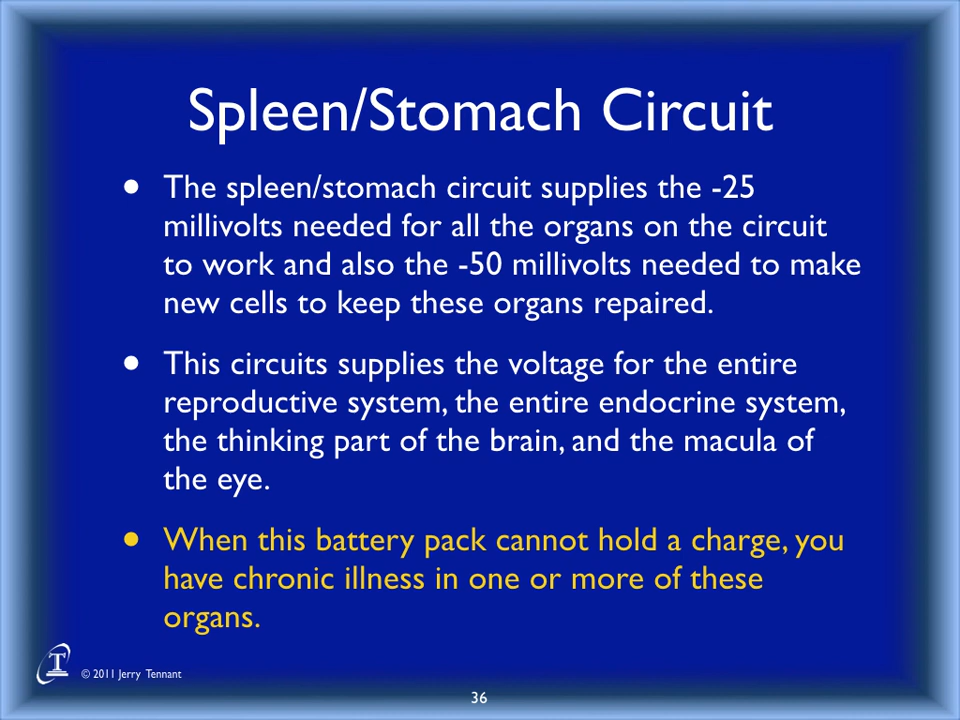 Spleen/Stomach Circuit
• The spleen/stomach circuit supplies the -25
millivolts needed for all the organs on the circuit
to work and also the -50 millivolts needed to make
new cells to keep these organs repaired.
• This circuits supplies the voltage for the entire
reproductive system, the entire endocrine system,
the thinking part of the brain, and the macula of
the eye.
• When this battery pack cannot hold a charge, you
have chronic illness in one or more of these
organs.
T
© 2011 Jerry Tennant
36